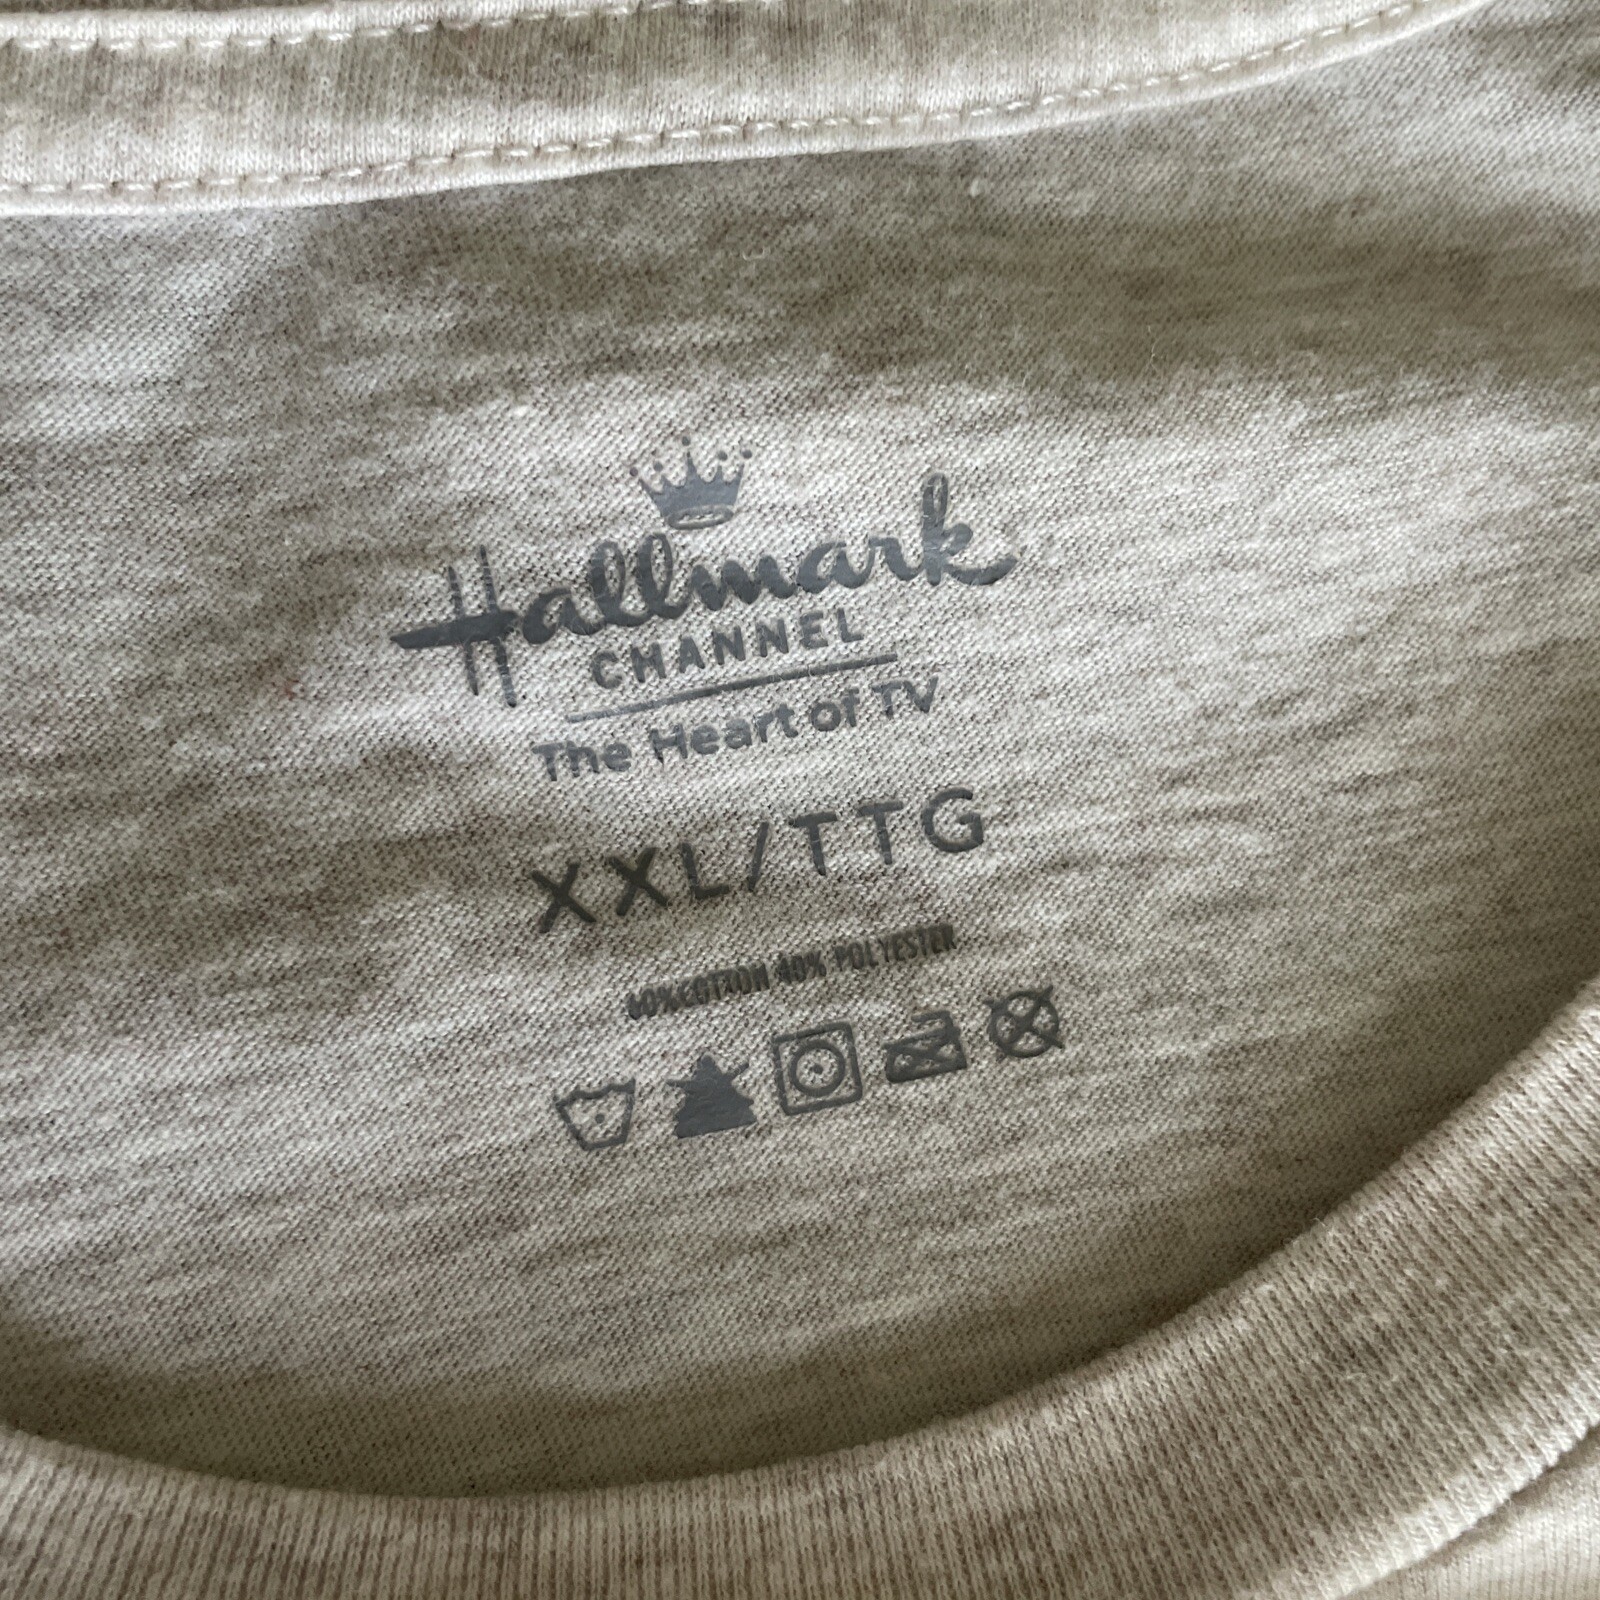 Hallmark
CHANNEL
The Heart of TV
XXL/TTG
60%COTTON 40% POLYESTER